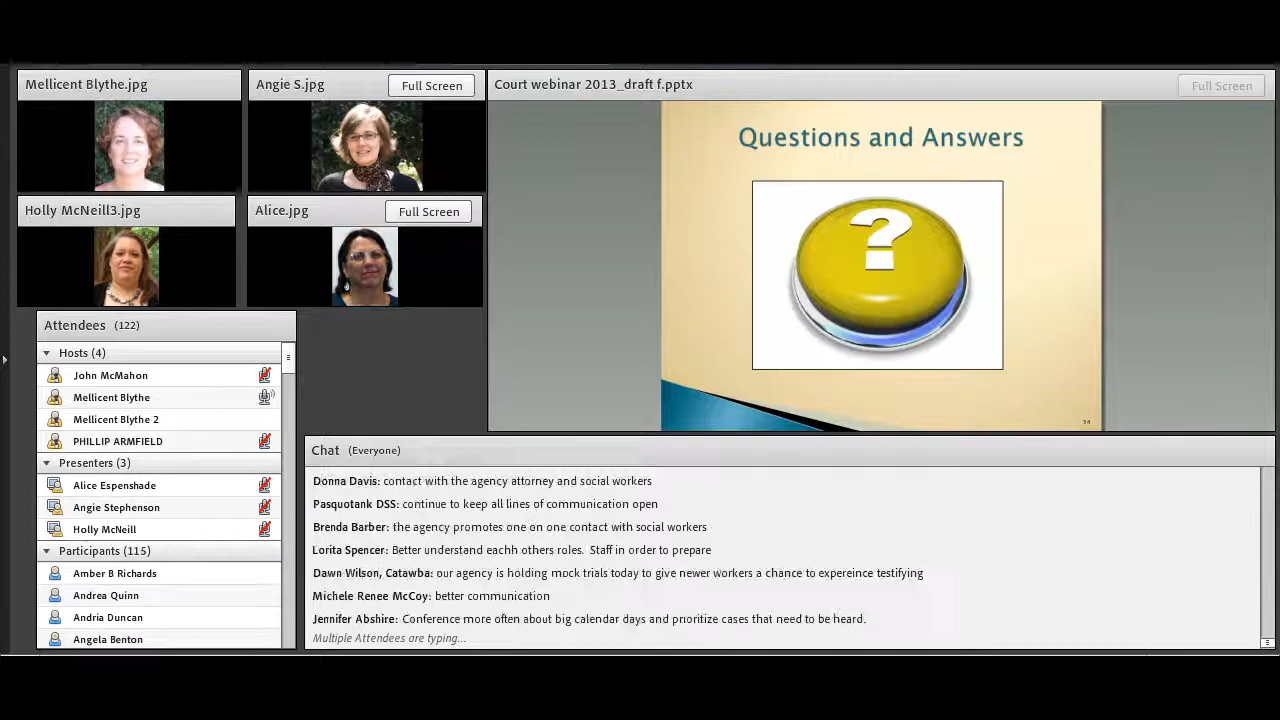 Mellicent Blythe.jpg
Angie S.jpg
Full Screen
Court webinar 2013_draft f.pptx
Full Screen
Questions and Answers
?
Holly McNeill3.jpg
Alice.jpg
Full Screen
Attendees (122)
Hosts (4)
John McMahon
Mellicent Blythe
Mellicent Blythe 2
PHILLIP ARMFIELD
Presenters (3)
Alice Espenshade
Angie Stephenson
Holly McNeill
Participants (115)
Amber B Richards
Andrea Quinn
Andria Duncan
Angela Benton
Chat (Everyone)
Donna Davis: contact with the agency attorney and social workers
Pasquotank DSS: continue to keep all lines of communication open
Brenda Barber: the agency promotes one on one contact with social workers
Lorita Spencer: Better understand eachh others roles. Staff in order to prepare
Dawn Wilson, Catawba: our agency is holding mock trials today to give newer workers a chance to expereince testifying
Michele Renee McCoy: better communication
Jennifer Abshire: Conference more often about big calendar days and prioritize cases that need to be heard.
Multiple Attendees are typing...